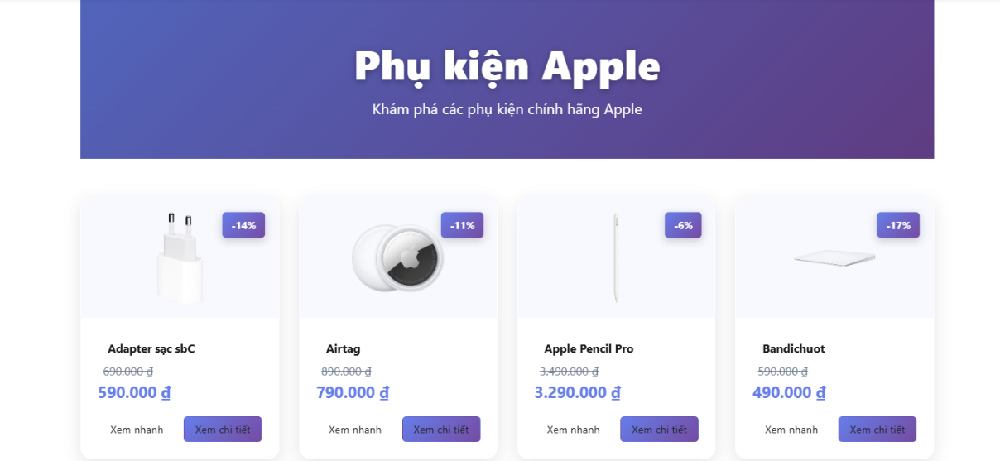 Phụ kiện Apple
Khám phá các phụ kiện chính hãng Apple
-14%
-11%
-6%
-17%
Adapter sạc sbC
Airtag
Apple Pencil Pro
Bandichuot
690.000 ₫
890.000 ₫
3.490.000 ₫
590.000 ₫
590.000 ₫
790.000 ₫
3.290.000 ₫
490.000 ₫
Xem nhanh
Xem chi tiết
Xem nhanh
Xem chi tiết
Xem nhanh
Xem chi tiết
Xem nhanh
Xem chi tiết